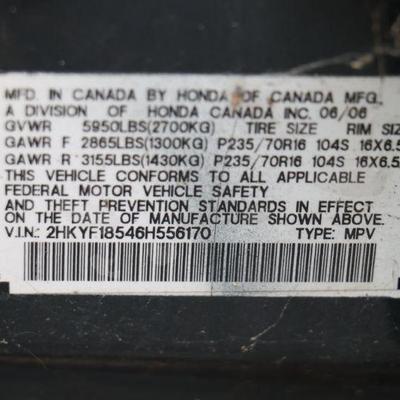 MFD. IN CANADA BY HONDA OF CANADA MFG.,
A DIVISION OF HONDA CANADA INC. 06/06
GVWR 5950LBS(2700KG) TIRE SIZE RIM SIZE
GAWR F 2865LBS(1300KG) P235/70R16 104S 16X6.5
GAWR R 3155LBS(1430KG) P235/70R16 104S 16X6.5
THIS VEHICLE CONFORMS TO ALL APPLICABLE
FEDERAL MOTOR VEHICLE SAFETY
AND THEFT PREVENTION STANDARDS IN EFFECT
ON THE DATE OF MANUFACTURE SHOWN ABOVE.
V.I.N.: 2HKYF18546H556170 TYPE: MPV